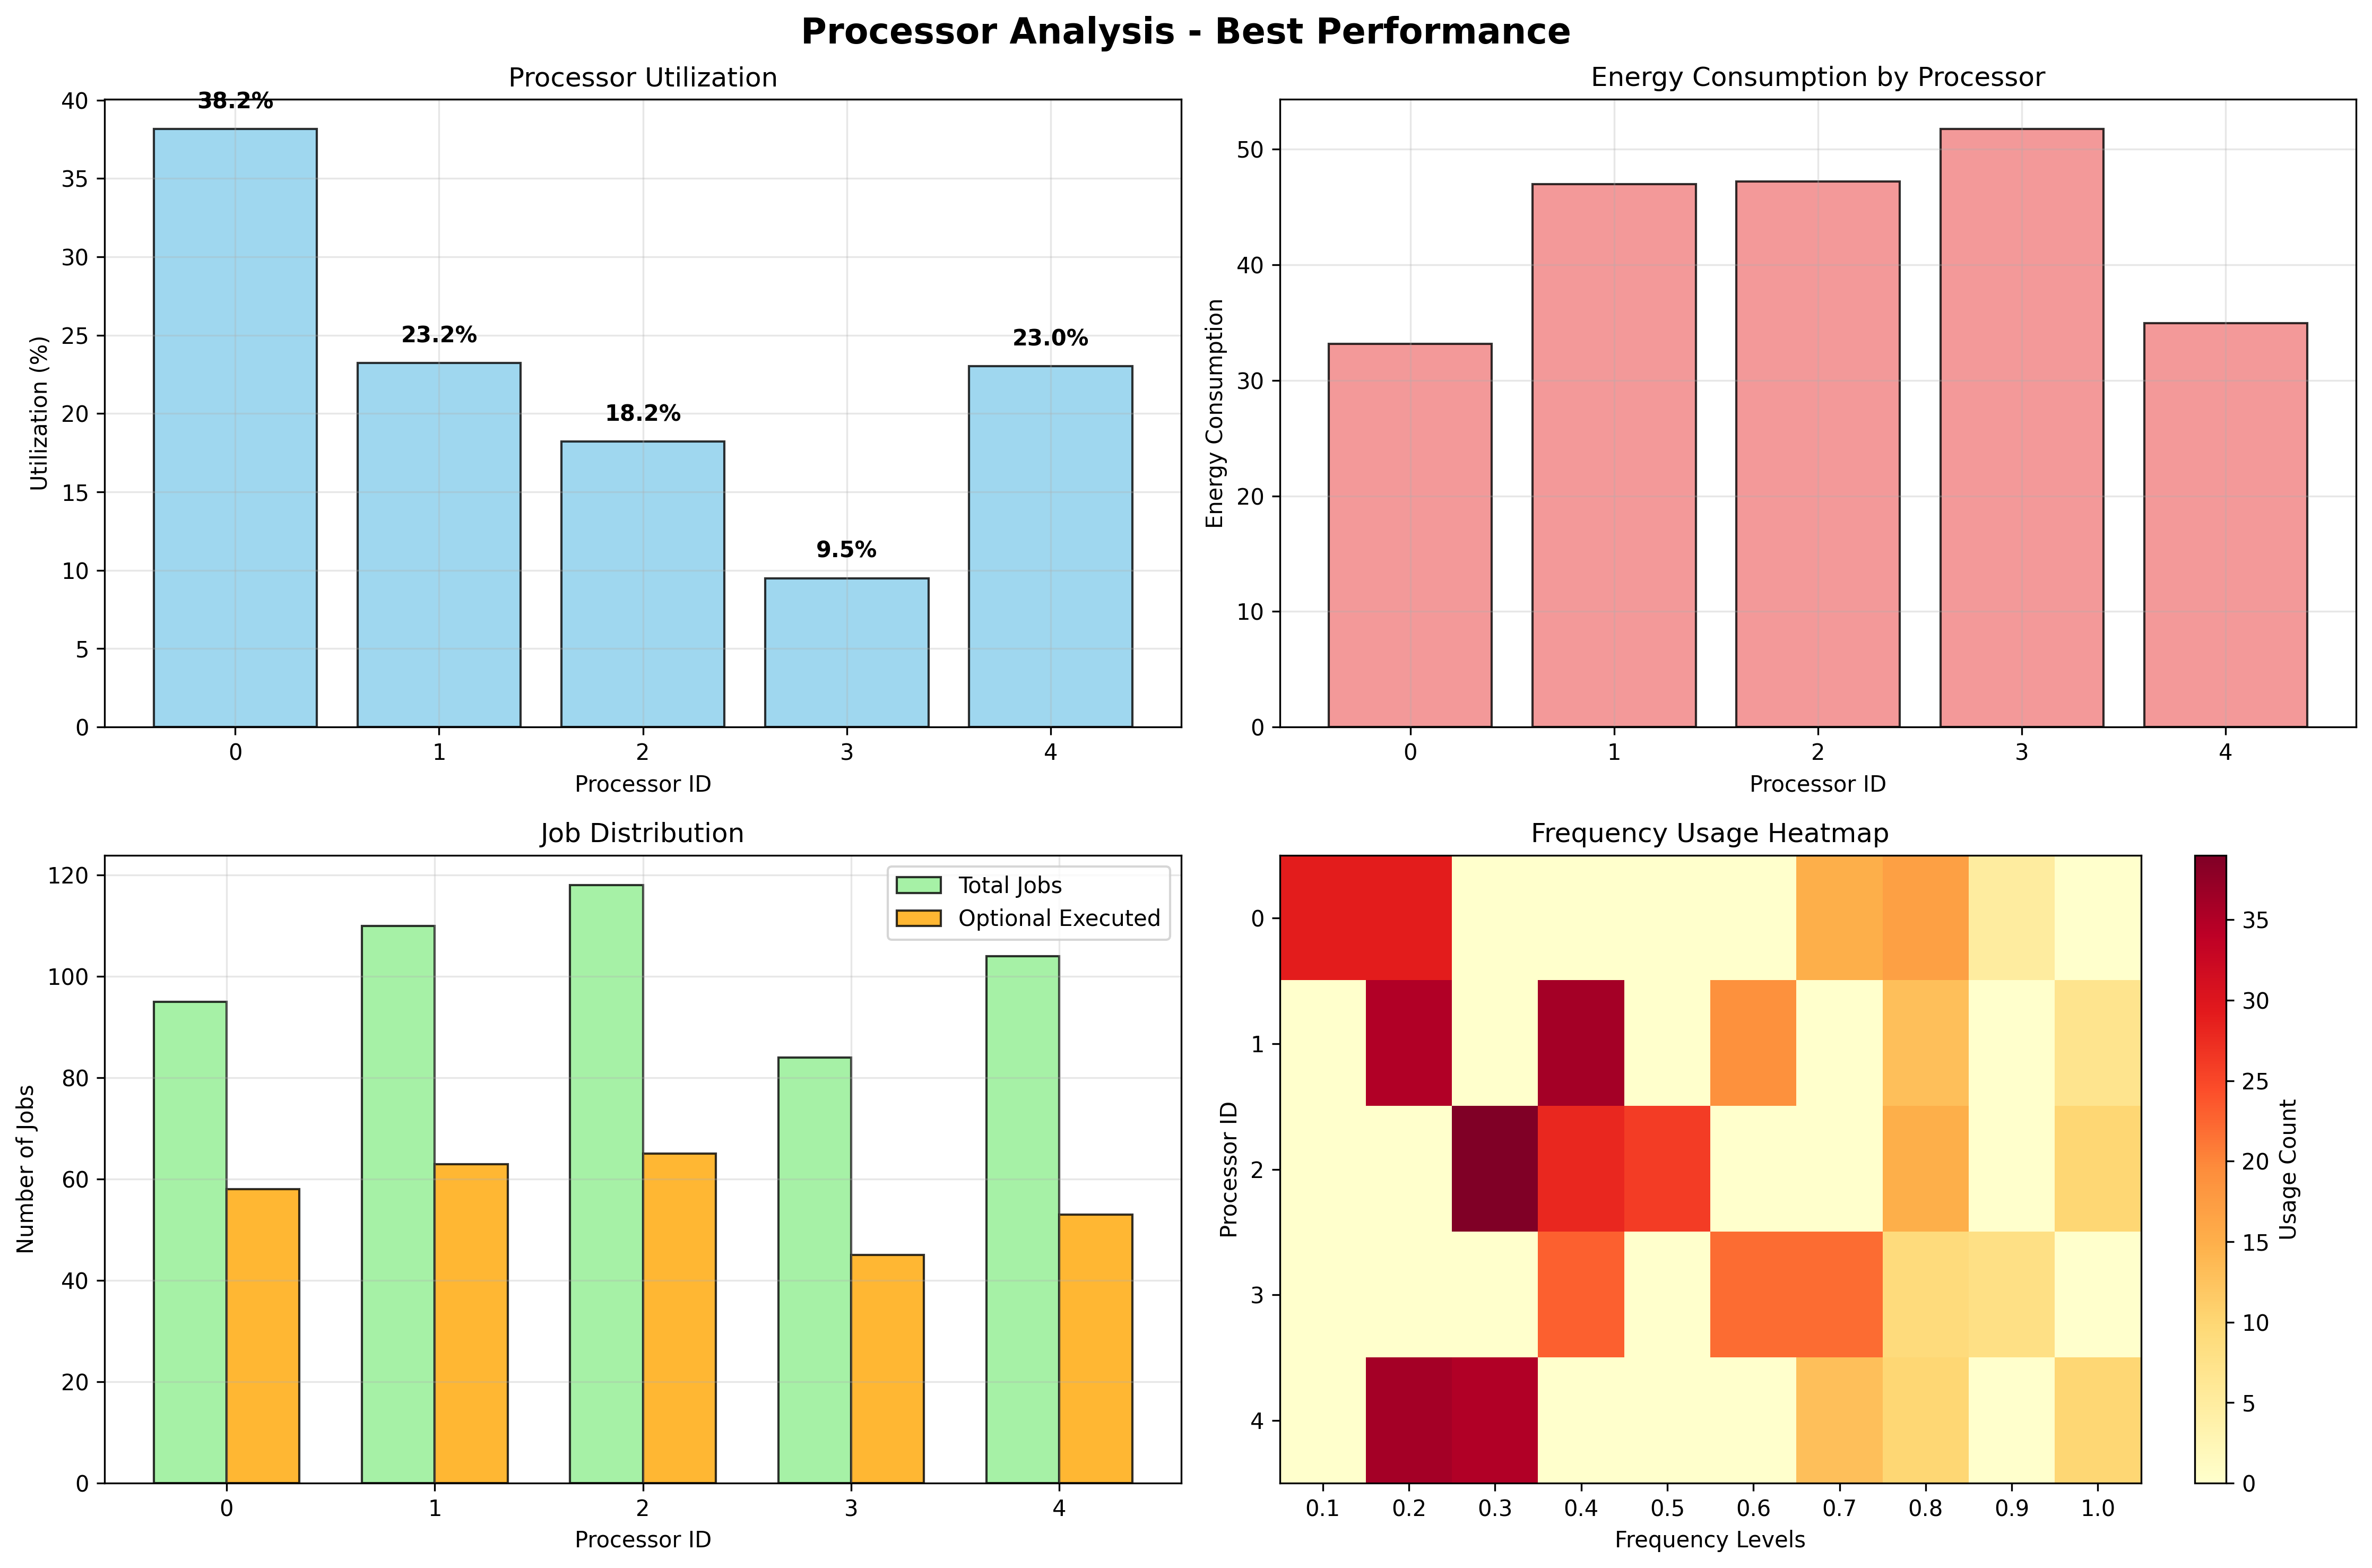 Processor Analysis - Best Performance
Processor Utilization
Utilization (%)
40
35
30
25
20
15
10
5
0
38.2%
23.2%
18.2%
9.5%
23.0%
0 1 2 3 4
Processor ID
Energy Consumption by Processor
Energy Consumption
50
40
30
20
10
0
0 1 2 3 4
Processor ID
Job Distribution
Number of Jobs
120
100
80
60
40
20
0
Total Jobs
Optional Executed
0 1 2 3 4
Processor ID
Frequency Usage Heatmap
Processor ID
0
1
2
3
4
0.1 0.2 0.3 0.4 0.5 0.6 0.7 0.8 0.9 1.0
Frequency Levels
35
30
25
20
15
10
5
0
Usage Count